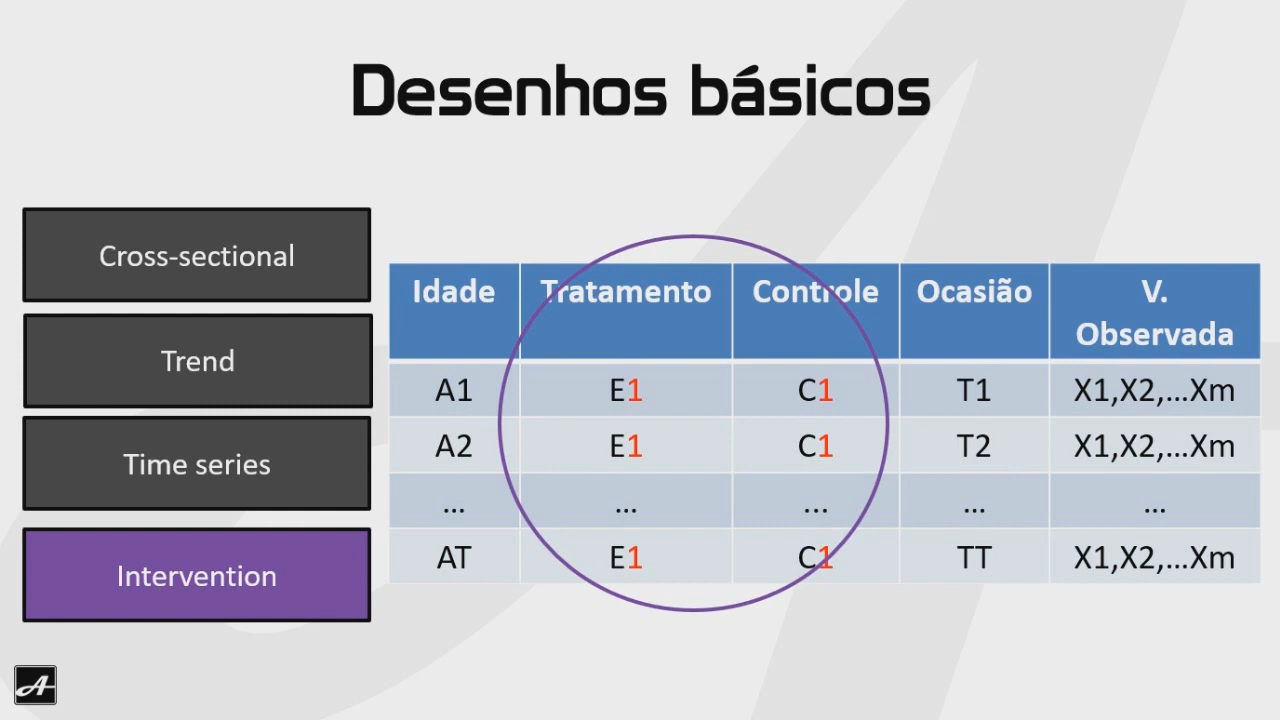 Desenhos básicos
Cross-sectional
Trend
Time series
Intervention
Idade Tratamento Controle Ocasião V. Observada
A1 E1 C1 T1 X1,X2,...Xm
A2 E1 C1 T2 X1,X2,...Xm
... ... ... ... ...
AT E1 C1 TT X1,X2,...Xm
A